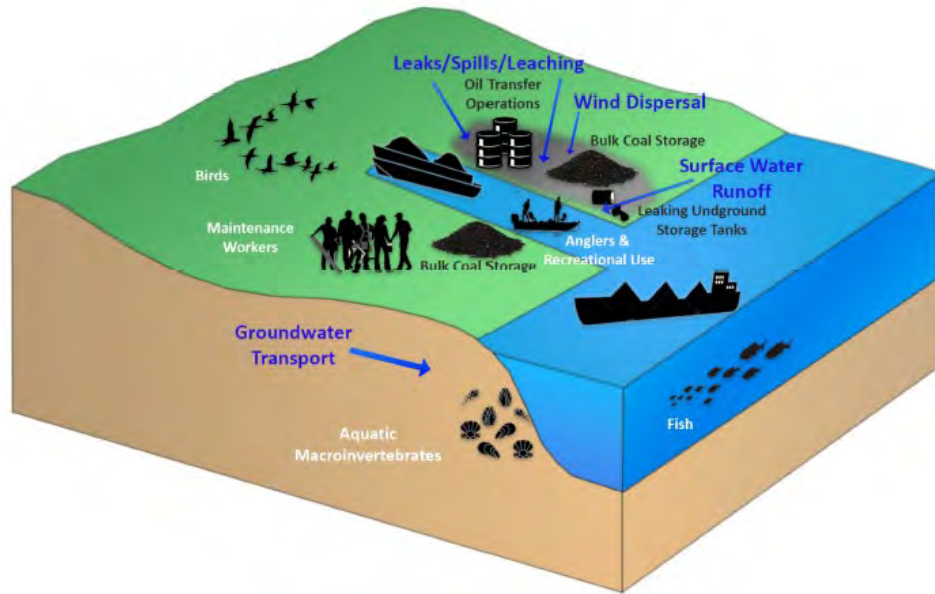 Leaks/Spills/Leaching
Oil Transfer
Operations
Wind Dispersal
Bulk Coal Storage
Surface Water
Runoff
Birds
Leaking Undground
Storage Tanks
Maintenance
Workers
Anglers &
Recreational Use
Bulk Coal Storage
Groundwater
Transport
Fish
Aquatic
Macroinvertebrates